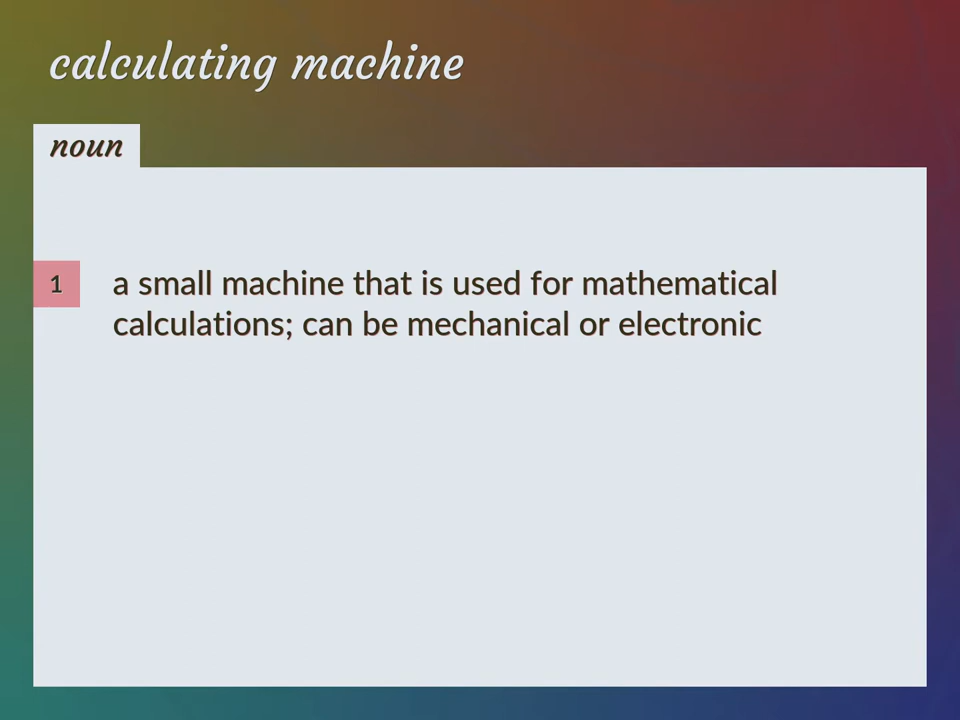 calculating machine
noun
1
a small machine that is used for mathematical
calculations; can be mechanical or electronic